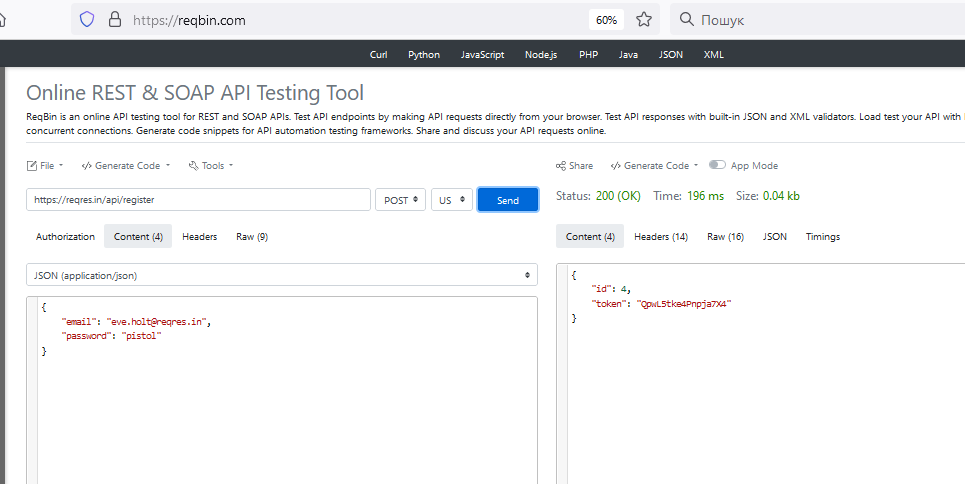 https://reqbin.com 60% Пошук
Curl Python JavaScript Node.js PHP Java JSON XML
Online REST & SOAP API Testing Tool
ReqBin is an online API testing tool for REST and SOAP APIs. Test API endpoints by making API requests directly from your browser. Test API responses with built-in JSON and XML validators. Load test your API with
concurrent connections. Generate code snippets for API automation testing frameworks. Share and discuss your API requests online.
File </> Generate Code Tools Share </> Generate Code App Mode
https://reqres.in/api/register POST US Send Status: 200 (OK) Time: 196 ms Size: 0.04 kb
Authorization Content (4) Headers Raw (9) Content (4) Headers (14) Raw (16) JSON Timings
JSON (application/json)
{
"email": "eve.holt@reqres.in",
"password": "pistol"
}
{
"id": 4,
"token": "QpwL5tke4Pnpja7X4"
}